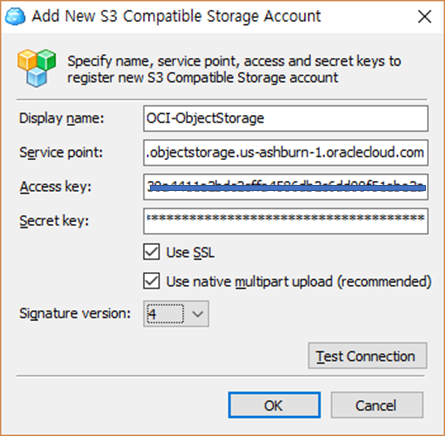 Add New S3 Compatible Storage Account
Specify name, service point, access and secret keys to
register new S3 Compatible Storage account
Display name: OCI-ObjectStorage
Service point: .objectstorage.us-ashburn-1.oraclecloud.com
Access key:
Secret key: **************************************
Use SSL
Use native multipart upload (recommended)
Signature version: 4
Test Connection
OK Cancel